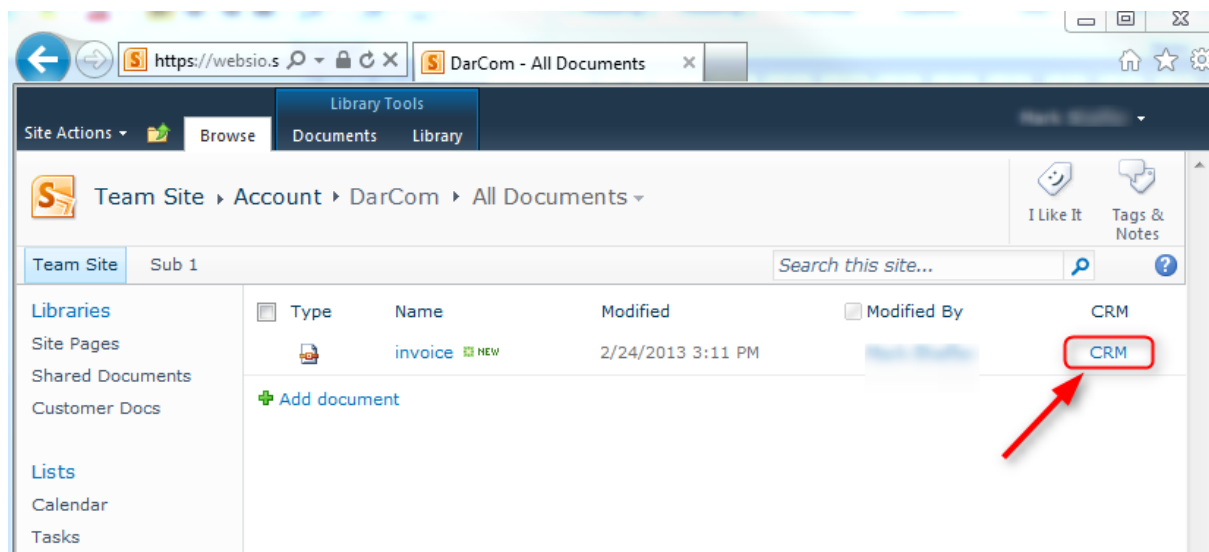 https://websio.s
DarCom - All Documents
Library Tools
Site Actions
Browse
Documents
Library
Team Site
Account
DarCom
All Documents
I Like It
Tags &
Notes
Team Site
Sub 1
Search this site...
Libraries
Site Pages
Shared Documents
Customer Docs
Lists
Calendar
Tasks
Type
Name
Modified
Modified By
CRM
invoice
NEW
2/24/2013 3:11 PM
CRM
Add document